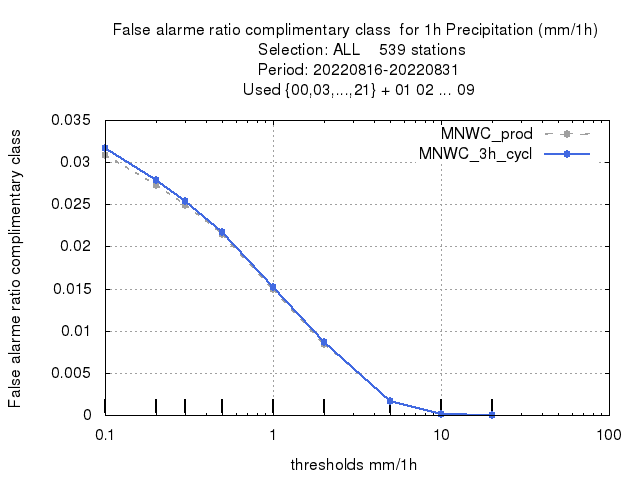 False alarme ratio complimentary class  for 1h Precipitation (mm/1h)
Selection: ALL    539 stations
Period: 20220816-20220831
Used {00,03,...,21} + 01 02 ... 09
MNWC_prod
MNWC_3h_cycl
False alarme ratio complimentary class
0.035
0.03
0.025
0.02
0.015
0.01
0.005
0
0.1
1
10
100
thresholds mm/1h